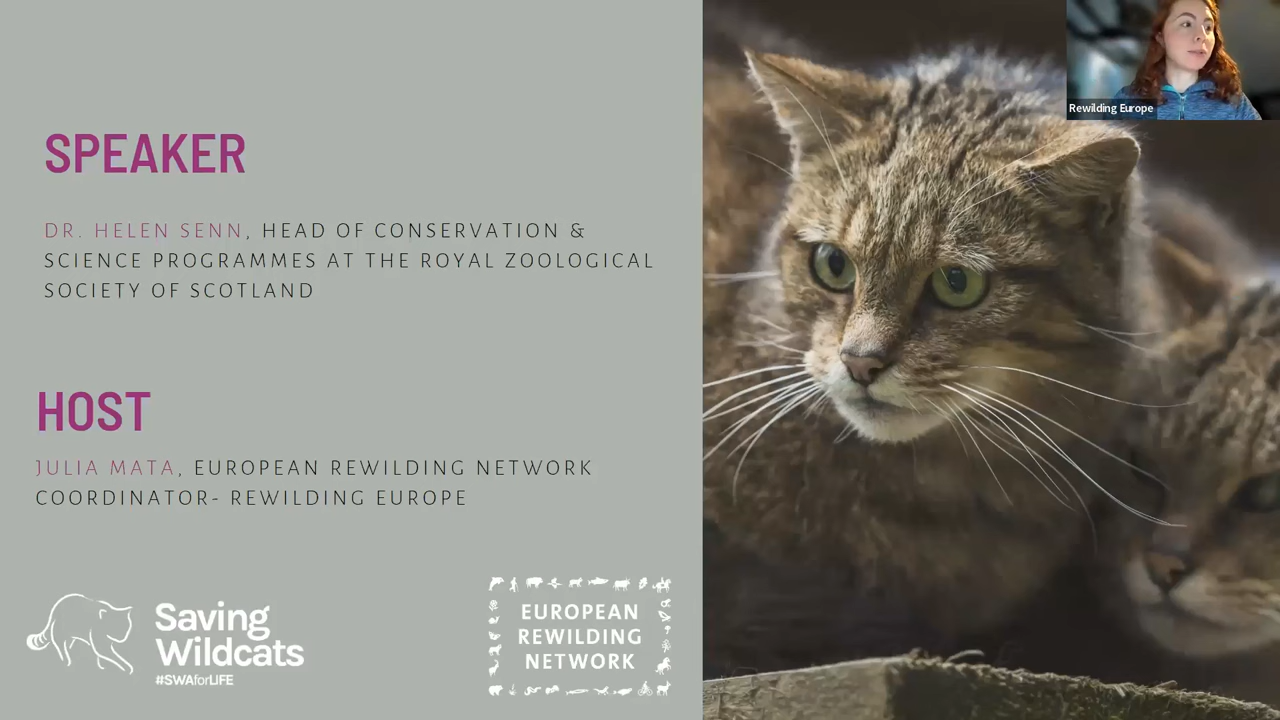 SPEAKER
DR. HELEN SENN, HEAD OF CONSERVATION &
SCIENCE PROGRAMMES AT THE ROYAL ZOOLOGICAL
SOCIETY OF SCOTLAND
HOST
JULIA MATA, EUROPEAN REWILDING NETWORK
COORDINATOR- REWILDING EUROPE
Saving
Wildcats
#SWAforLIFE
EUROPEAN
REWILDING
NETWORK
Rewilding Europe